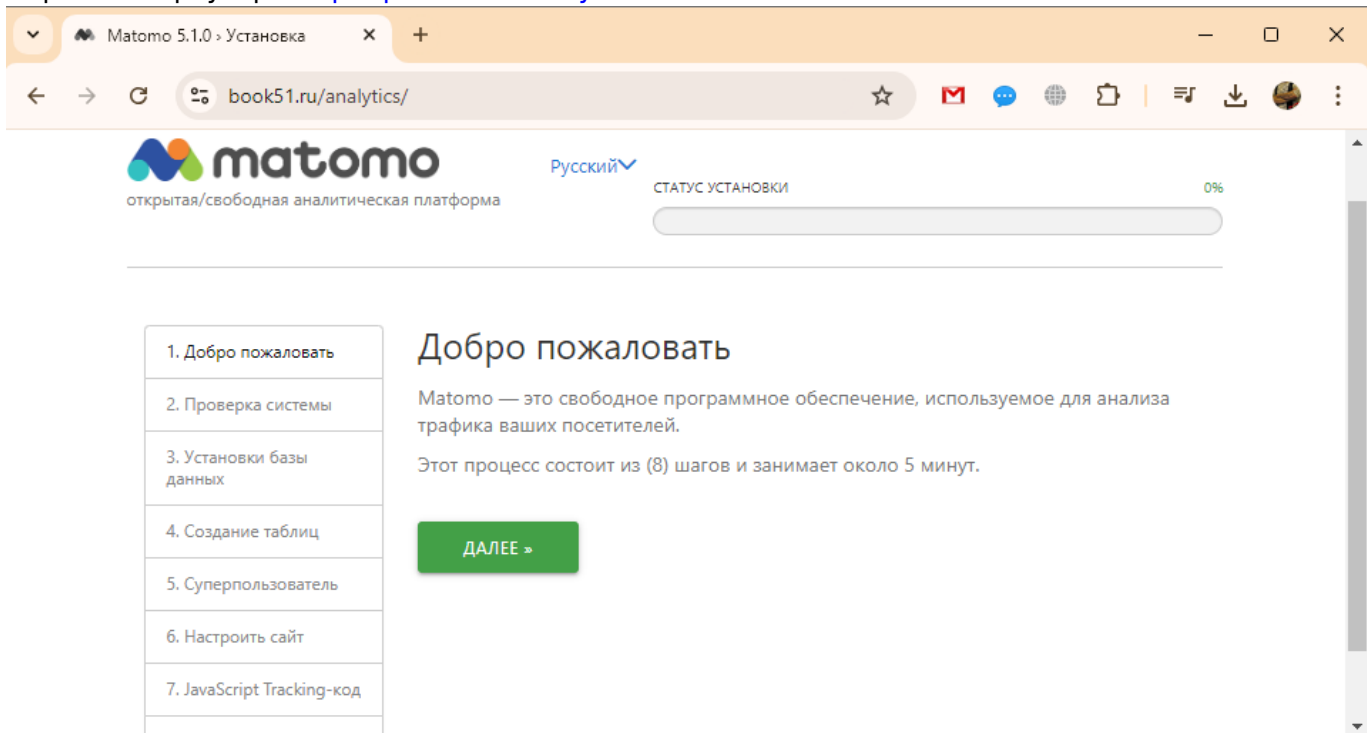 Matomo 5.1.0 › Установка
book51.ru/analytics/
matomo
открытая/свободная аналитическая платформа
Русский
СТАТУС УСТАНОВКИ
0%
1. Добро пожаловать
2. Проверка системы
3. Установки базы
данных
4. Создание таблиц
5. Суперпользователь
6. Настроить сайт
7. JavaScript Tracking-код
Добро пожаловать
Matomo — это свободное программное обеспечение, используемое для анализа
трафика ваших посетителей.
Этот процесс состоит из (8) шагов и занимает около 5 минут.
ДАЛЕЕ »